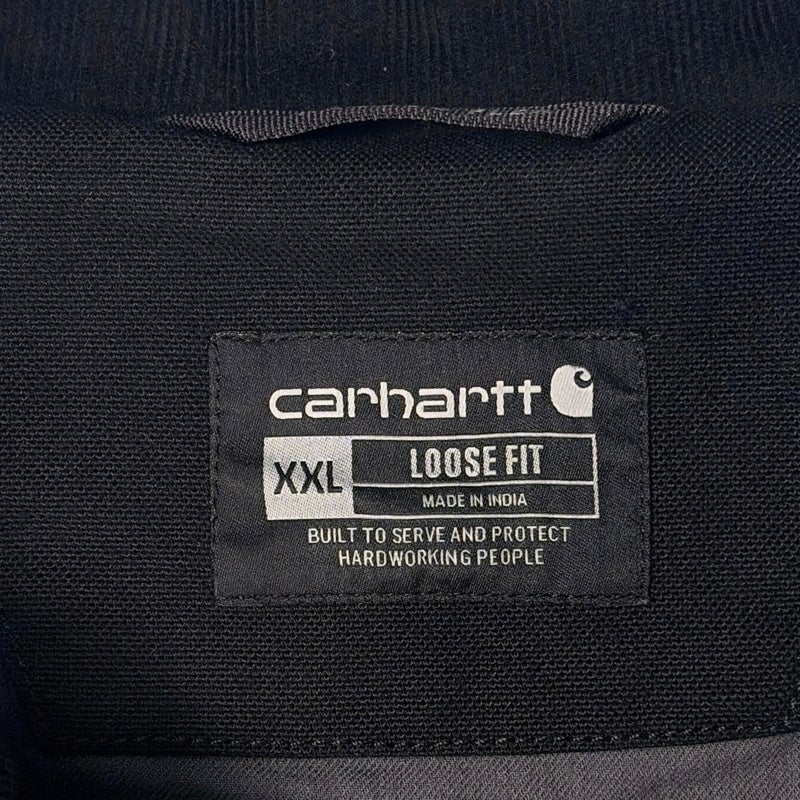 carhartt
XXL
LOOSE FIT
MADE IN INDIA
BUILT TO SERVE AND PROTECT
HARDWORKING PEOPLE